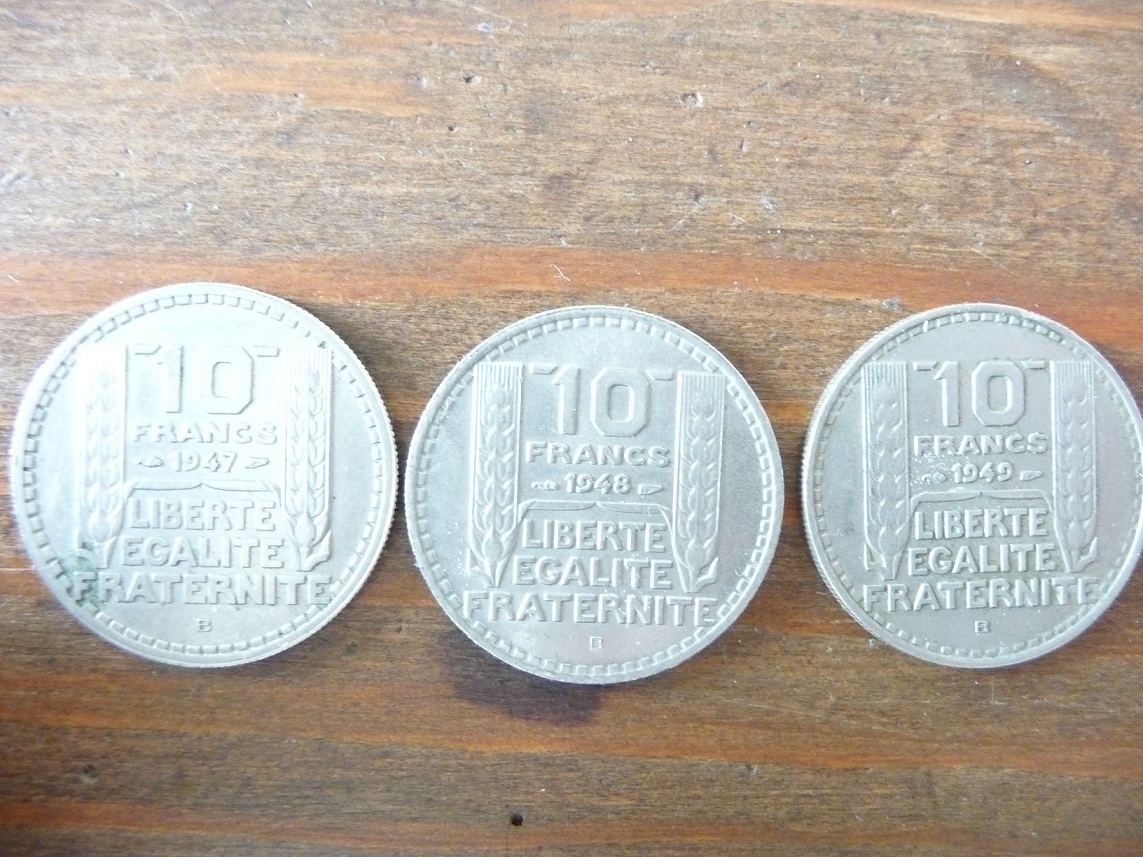 10
FRANCS
1947
LIBERTE
EGALITE
FRATERNITE
B
10
FRANCS
1948
LIBERTE
EGALITE
FRATERNITE
B
10
FRANCS
1949
LIBERTE
EGALITE
FRATERNITE
B